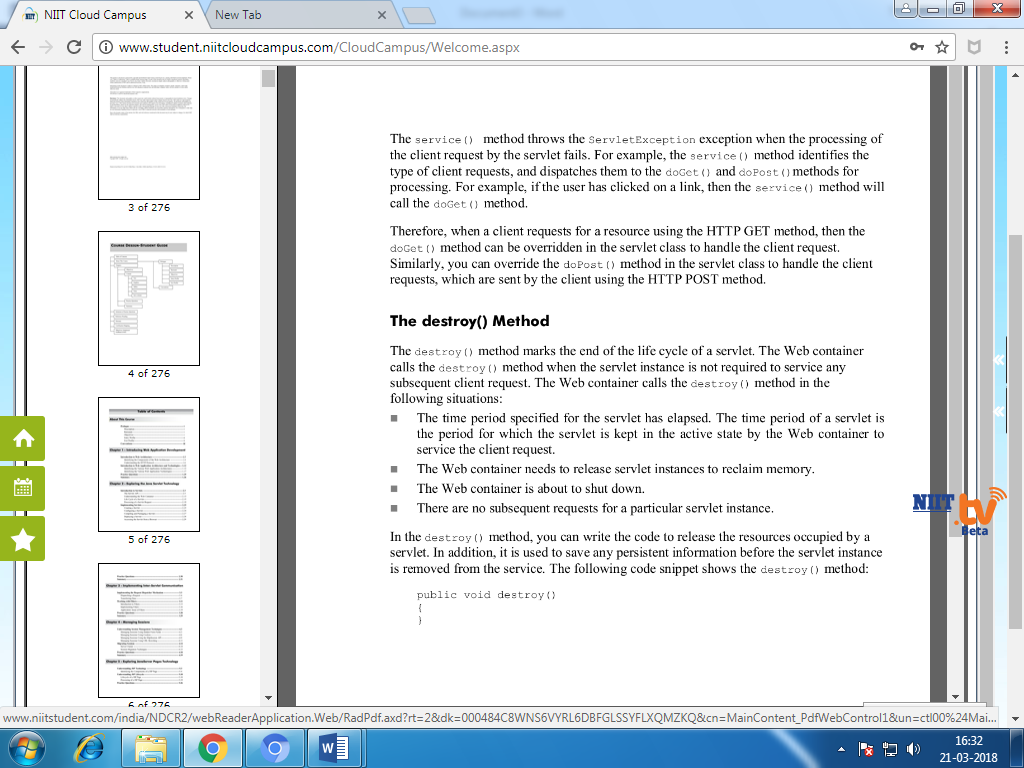 NIIT Cloud Campus
New Tab
www.student.niitcloudcampus.com/CloudCampus/Welcome.aspx
3 of 276
COURSE DESIGN-STUDENT GUIDE
4 of 276
Table of Contents
5 of 276
6 of 276
The service() method throws the ServletException exception when the processing of
the client request by the servlet fails. For example, the service() method identifies the
type of client requests, and dispatches them to the doGet() and doPost()methods for
processing. For example, if the user has clicked on a link, then the service() method will
call the doGet() method.
Therefore, when a client requests for a resource using the HTTP GET method, then the
doGet() method can be overridden in the servlet class to handle the client request.
Similarly, you can override the doPost() method in the servlet class to handle the client
requests, which are sent by the client using the HTTP POST method.
The destroy() Method
The destroy() method marks the end of the life cycle of a servlet. The Web container
calls the destroy() method when the servlet instance is not required to service any
subsequent client request. The Web container calls the destroy() method in the
following situations:
The time period specified for the servlet has elapsed. The time period of a servlet is
the period for which the servlet is kept in the active state by the Web container to
service the client request.
The Web container needs to release servlet instances to reclaim memory.
The Web container is about to shut down.
There are no subsequent requests for a particular servlet instance.
In the destroy() method, you can write the code to release the resources occupied by a
servlet. In addition, it is used to save any persistent information before the servlet instance
is removed from the service. The following code snippet shows the destroy() method:
public void destroy()
{
}
NIIT.tv
Beta
www.niitstudent.com/india/NDCR2/webReaderApplication.Web/RadPdf.axd?rt=2&dk=000484C8WNS6VYRL6DBFGLSSYFLXQMZKQ&cn=MainContent_PdfWebControl1&un=ctl00%24Mai...
16:32
21-03-2018